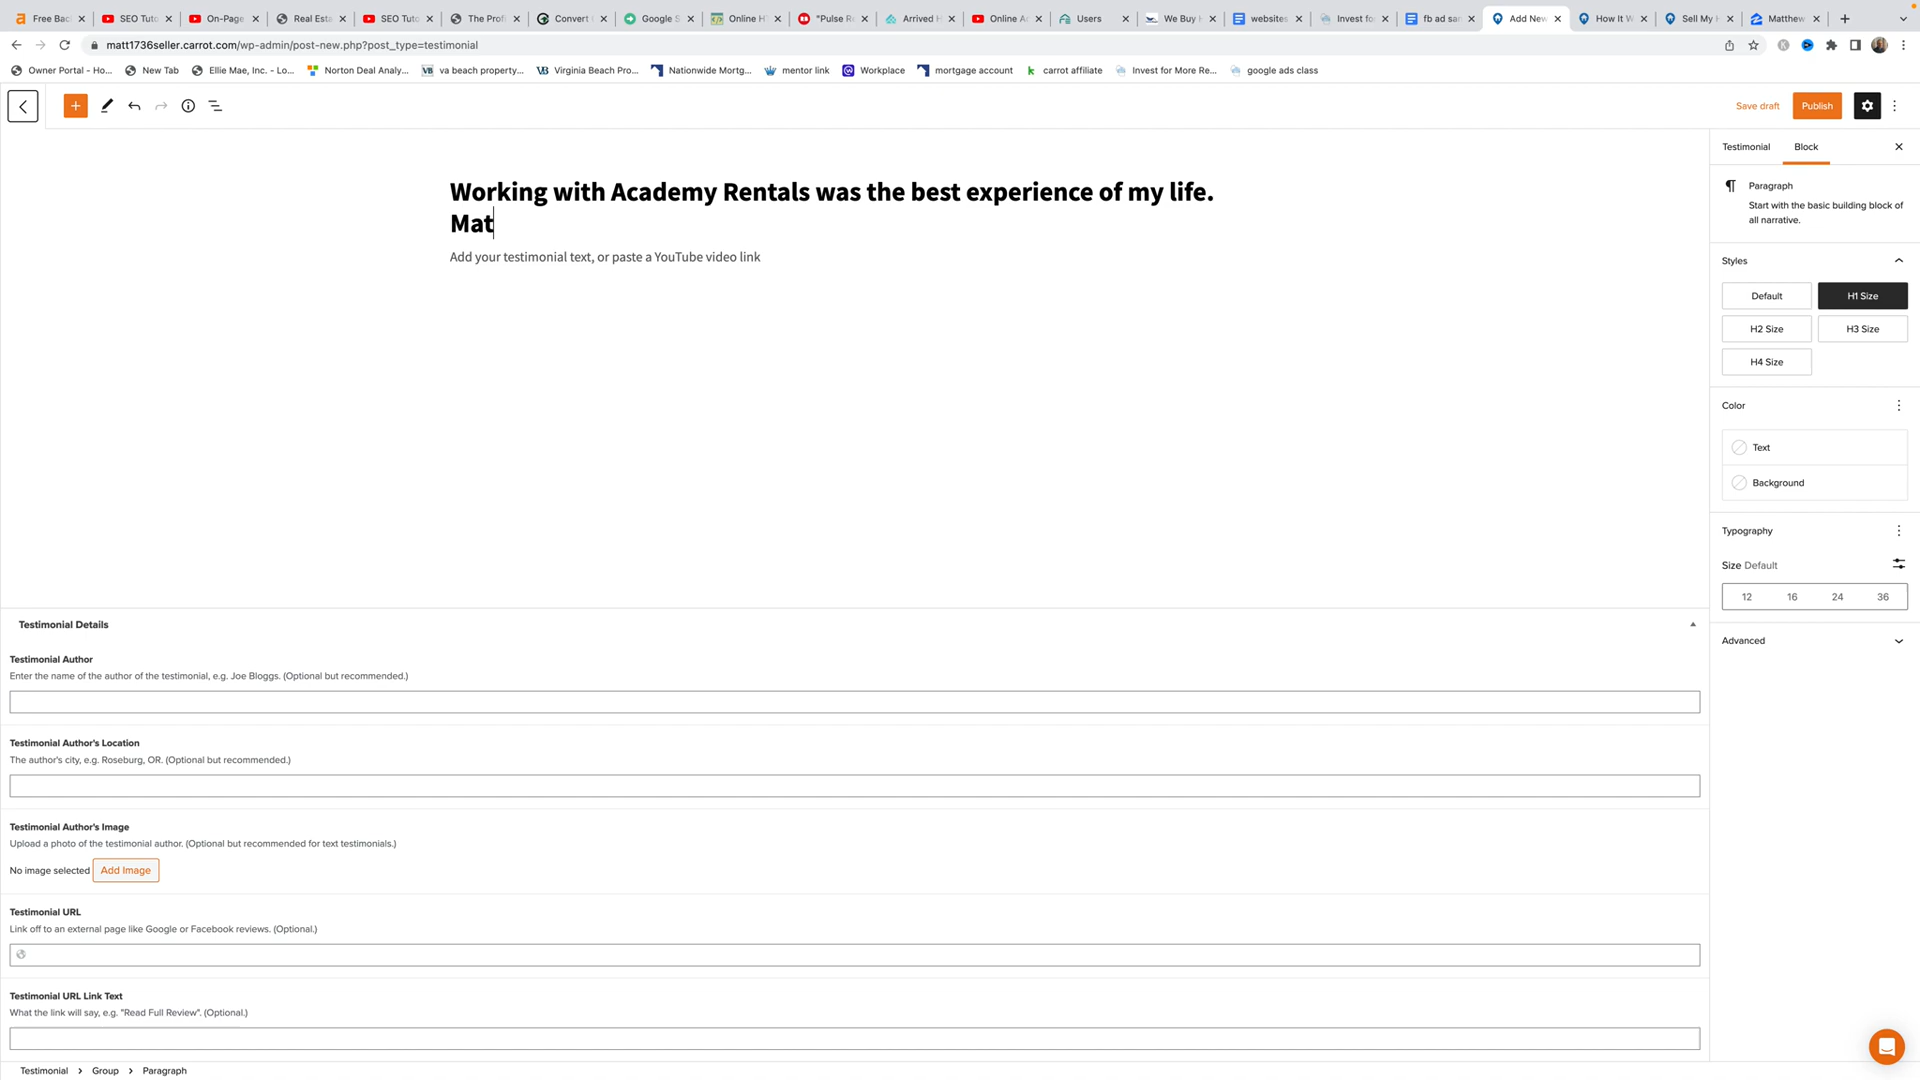 Free Bac
SEO Tuto
On-Page
Real Esta
SEO Tuto
The Profi
Convert
Google S
Online H
"Pulse R
Arrived H
Online Ac
Users
We Buy H
websites
Invest fo
fb ad sar
Add New
How It W
Sell My H
Matthew
matt1736seller.carrot.com/wp-admin/post-new.php?post_type=testimonial
Owner Portal - Ho...
New Tab
Ellie Mae, Inc. - Lo...
Norton Deal Analy...
va beach property...
Virginia Beach Pro...
Nationwide Mortg...
mentor link
Workplace
mortgage account
carrot affiliate
Invest for More Re...
google ads class
Save draft
Publish
Testimonial
Block
Working with Academy Rentals was the best experience of my life.
Mat
Add your testimonial text, or paste a YouTube video link
Paragraph
Start with the basic building block of
all narrative.
Styles
Default
H1 Size
H2 Size
H3 Size
H4 Size
Color
Text
Background
Typography
Size Default
12
16
24
36
Advanced
Testimonial Details
Testimonial Author
Enter the name of the author of the testimonial, e.g. Joe Bloggs. (Optional but recommended.)
Testimonial Author's Location
The author's city, e.g. Roseburg, OR. (Optional but recommended.)
Testimonial Author's Image
Upload a photo of the testimonial author. (Optional but recommended for text testimonials.)
No image selected
Add Image
Testimonial URL
Link off to an external page like Google or Facebook reviews. (Optional.)
Testimonial URL Link Text
What the link will say, e.g. "Read Full Review". (Optional.)
Testimonial
Group
Paragraph